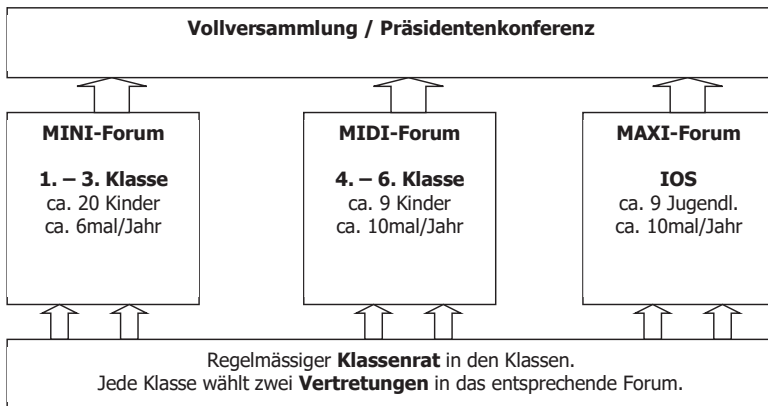 Vollversammlung / Präsidentenkonferenz
MINI-Forum
1. – 3. Klasse
ca. 20 Kinder
ca. 6mal/Jahr
MIDI-Forum
4. – 6. Klasse
ca. 9 Kinder
ca. 10mal/Jahr
MAXI-Forum
IOS
ca. 9 Jugendl.
ca. 10mal/Jahr
Regelmässiger Klassenrat in den Klassen.
Jede Klasse wählt zwei Vertretungen in das entsprechende Forum.